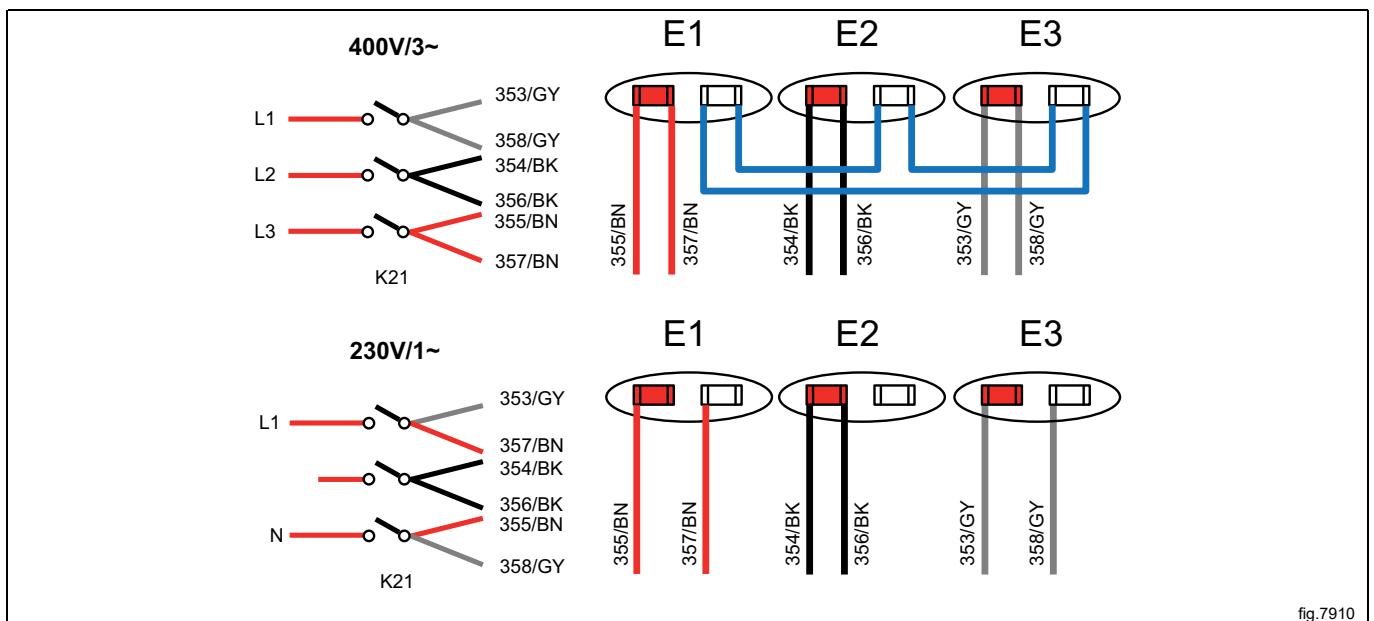 400V/3~
E1
E2
E3
L1
353/GY
358/GY
L2
354/BK
356/BK
L3
355/BN
357/BN
K21
355/BN
357/BN
354/BK
356/BK
353/GY
358/GY
230V/1~
E1
E2
E3
L1
353/GY
357/BN
354/BK
356/BK
N
355/BN
358/GY
K21
355/BN
357/BN
354/BK
356/BK
353/GY
358/GY
fig.7910